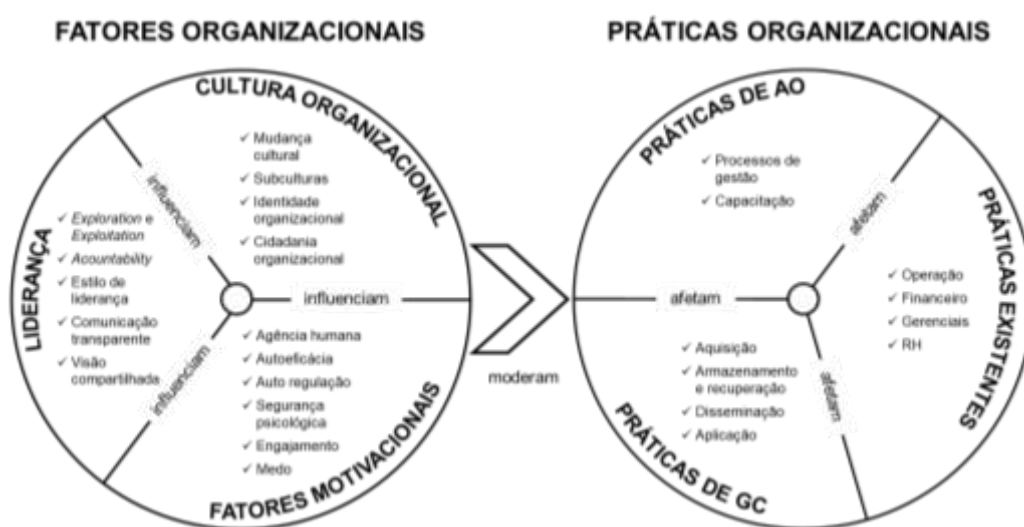 FATORES ORGANIZACIONAIS
CULTURA ORGANIZACIONAL
✓ Mudança
cultural
✓ Subculturas
✓ Identidade
organizacional
✓ Cidadania
organizacional
influenciam
LIDERANÇA
✓ Exploration e
Exploitation
✓ Acountability
✓ Estilo de
liderança
✓ Comunicação
transparente
✓ Visão
compartilhada
influenciam
influenciam
✓ Agência humana
✓ Autoeficácia
✓ Auto regulação
✓ Segurança
psicológica
✓ Engajamento
✓ Medo
FATORES MOTIVACIONAIS
moderam
PRÁTICAS ORGANIZACIONAIS
PRÁTICAS DE AO
✓ Processos de
gestão
✓ Capacitação
afetam
PRÁTICAS EXISTENTES
✓ Operação
✓ Financeiro
✓ Gerenciais
✓ RH
afetam
afetam
✓ Aquisição
✓ Armazenamento
e recuperação
✓ Disseminação
✓ Aplicação
PRÁTICAS DE GC